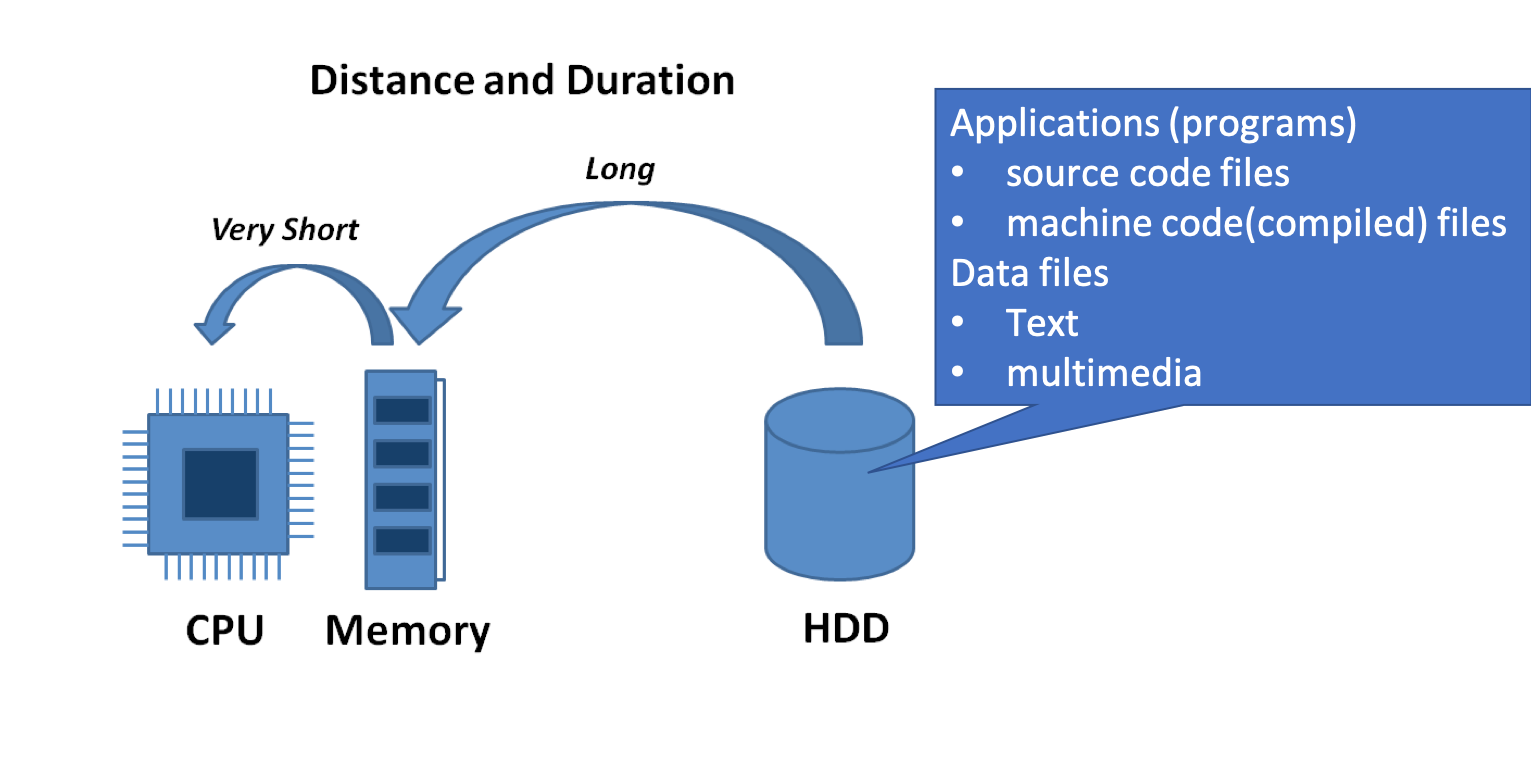 Distance and Duration
Long
Very Short
Applications (programs)
• source code files
• machine code(compiled) files
Data files
• Text
• multimedia
CPU
Memory
HDD